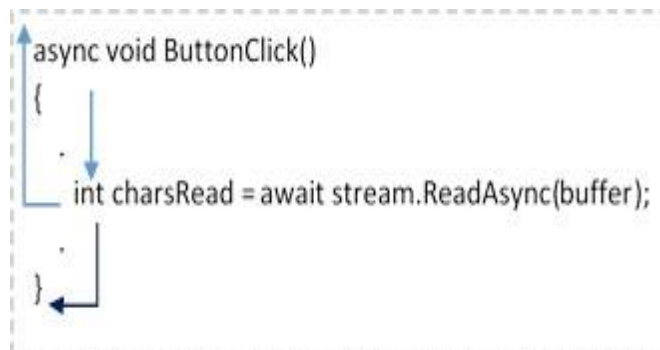 async void ButtonClick()
{
.
int charsRead = await stream.ReadAsync(buffer);
.
}